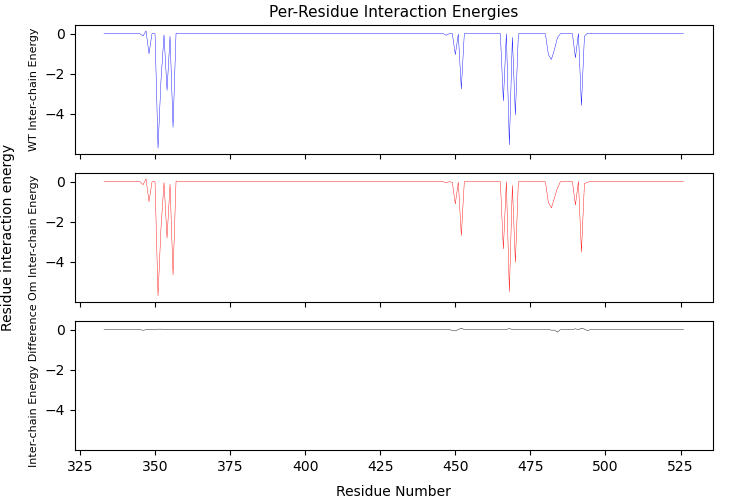 Per-Residue Interaction Energies
Residue interaction energy
WT Inter-chain Energy
0
−2
−4
Om Inter-chain Energy
0
−2
−4
Inter-chain Energy Difference
0
−2
−4
325 350 375 400 425 450 475 500 525
Residue Number